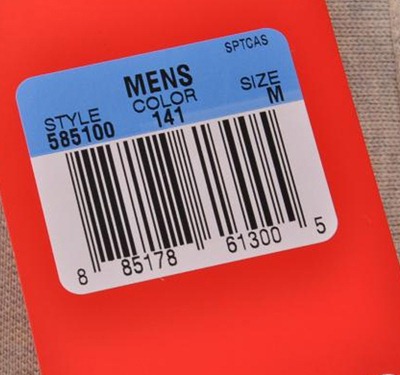 SPTCAS
MENS
STYLE COLOR SIZE
585100 141 M
8 85178 61300 5